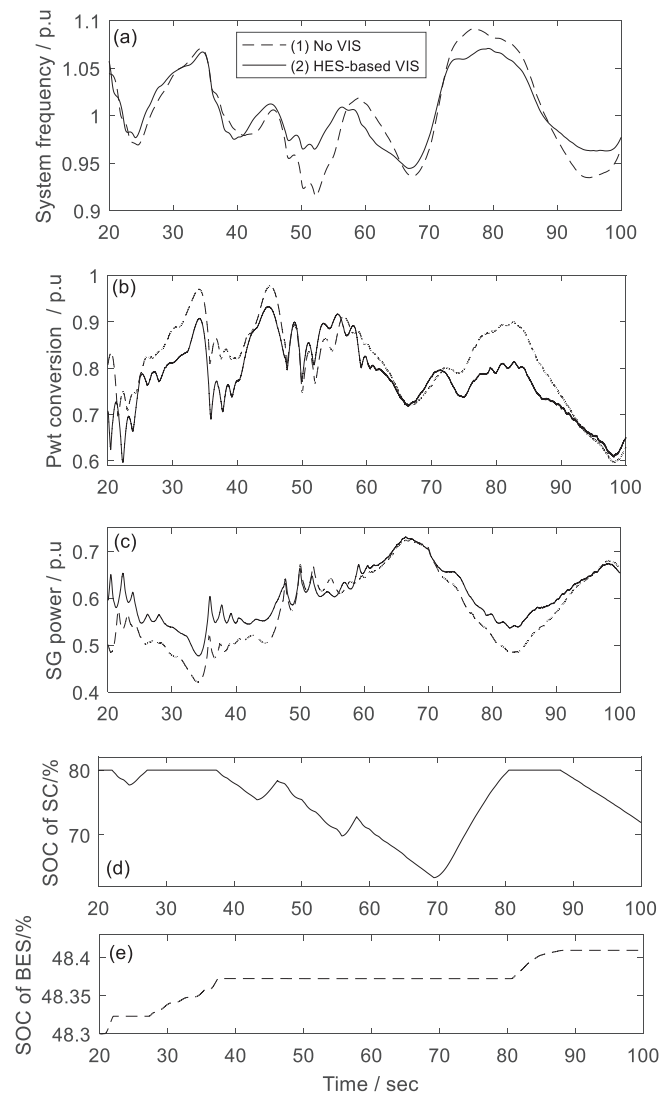 (a)
(1) No VIS
(2) HES-based VIS
System frequency / p.u
1.1
1.05
1
0.95
0.9
20 30 40 50 60 70 80 90 100
(b)
Pwt conversion / p.u
1
0.9
0.8
0.7
0.6
20 30 40 50 60 70 80 90 100
(c)
SG power / p.u
0.7
0.6
0.5
0.4
20 30 40 50 60 70 80 90 100
SOC of SC/%
80
70
(d)
20 30 40 50 60 70 80 90 100
(e)
SOC of BES/%
48.4
48.35
48.3
20 30 40 50 60 70 80 90 100
Time / sec